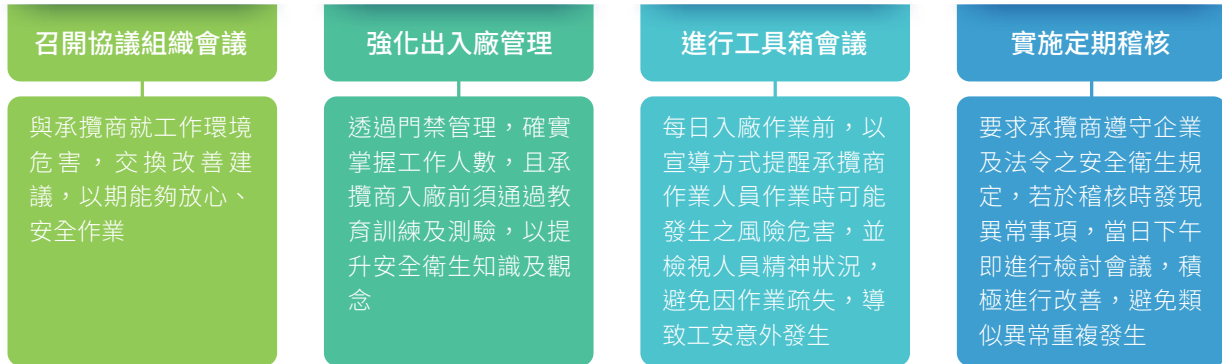 召開協議組織會議
與承攬商就工作環境
危害，交換改善建
議，以期能夠放心、
安全作業
強化出入廠管理
透過門禁管理，確實
掌握工作人數，且承
攬商入廠前須通過教
育訓練及測驗，以提
升安全衛生知識及觀
念
進行工具箱會議
每日入廠作業前，以
宣導方式提醒承攬商
作業人員作業時可能
發生之風險危害，並
檢視人員精神狀況，
避免因作業疏失，導
致工安意外發生
實施定期稽核
要求承攬商遵守企業
及法令之安全衛生規
定，若於稽核時發現
異常事項，當日下午
即進行檢討會議，積
極進行改善，避免類
似異常重複發生